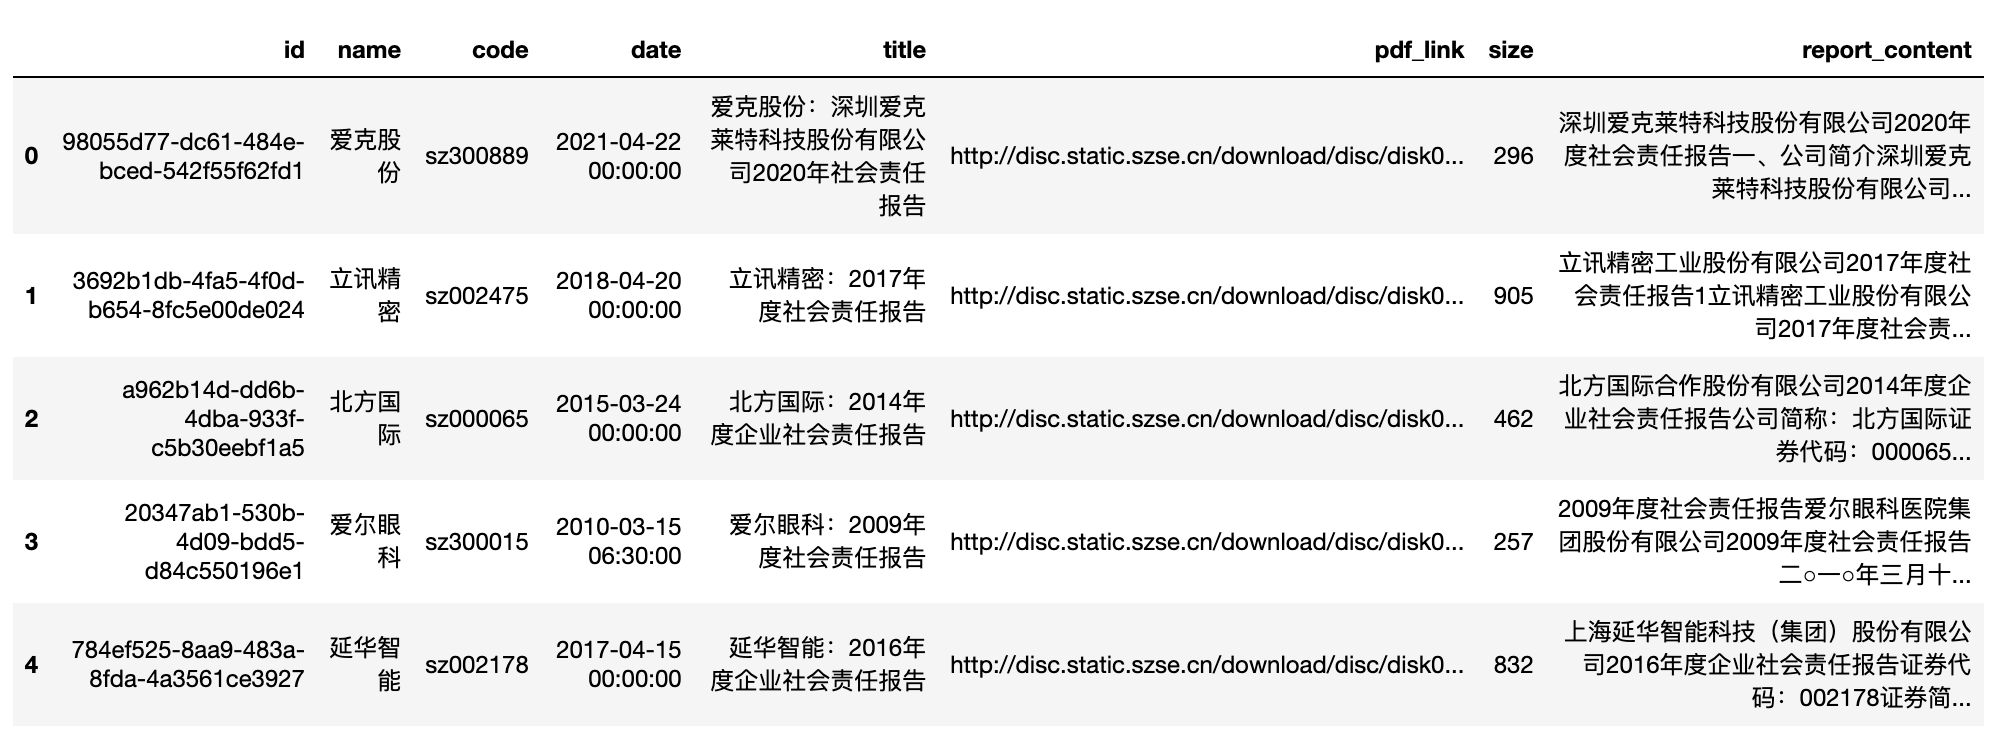 id name code date title pdf_link size report_content
爱克股份：深圳爱克
98055d77-dc61-484e- 爱克股 2021-04-22 莱特科技股份有限公 深圳爱克莱特科技股份有限公司2020年
0 bced-542f55f62fd1 份 sz300889 00:00:00 司2020年社会责任 http://disc.static.szse.cn/download/disc/disk0... 296 度社会责任报告一、公司简介深圳爱克
报告 莱特科技股份有限公司...
3692b1db-4fa5-4f0d- 立讯精 2018-04-20 立讯精密：2017年 立讯精密工业股份有限公司2017年度社
1 b654-8fc5e00de024 密 sz002475 00:00:00 度社会责任报告 http://disc.static.szse.cn/download/disc/disk0... 905 会责任报告1立讯精密工业股份有限公
司2017年度社会责...
a962b14d-dd6b- 北方国 2015-03-24 北方国际：2014年 北方国际合作股份有限公司2014年度企
2 4dba-933f- 际 sz000065 00:00:00 度企业社会责任报告 http://disc.static.szse.cn/download/disc/disk0... 462 业社会责任报告公司简称：北方国际证
c5b30eebf1a5 券代码：000065...
20347ab1-530b- 爱尔眼 2010-03-15 爱尔眼科：2009年 2009年度社会责任报告爱尔眼科医院集
3 4d09-bdd5- 科 sz300015 06:30:00 度社会责任报告 http://disc.static.szse.cn/download/disc/disk0... 257 团股份有限公司2009年度社会责任报告
d84c550196e1 二○一○年三月十...
784ef525-8aa9-483a- 延华智 2017-04-15 延华智能：2016年 上海延华智能科技（集团）股份有限公
4 8fda-4a3561ce3927 能 sz002178 00:00:00 度企业社会责任报告 http://disc.static.szse.cn/download/disc/disk0... 832 司2016年度企业社会责任报告证券代
码：002178证券简...